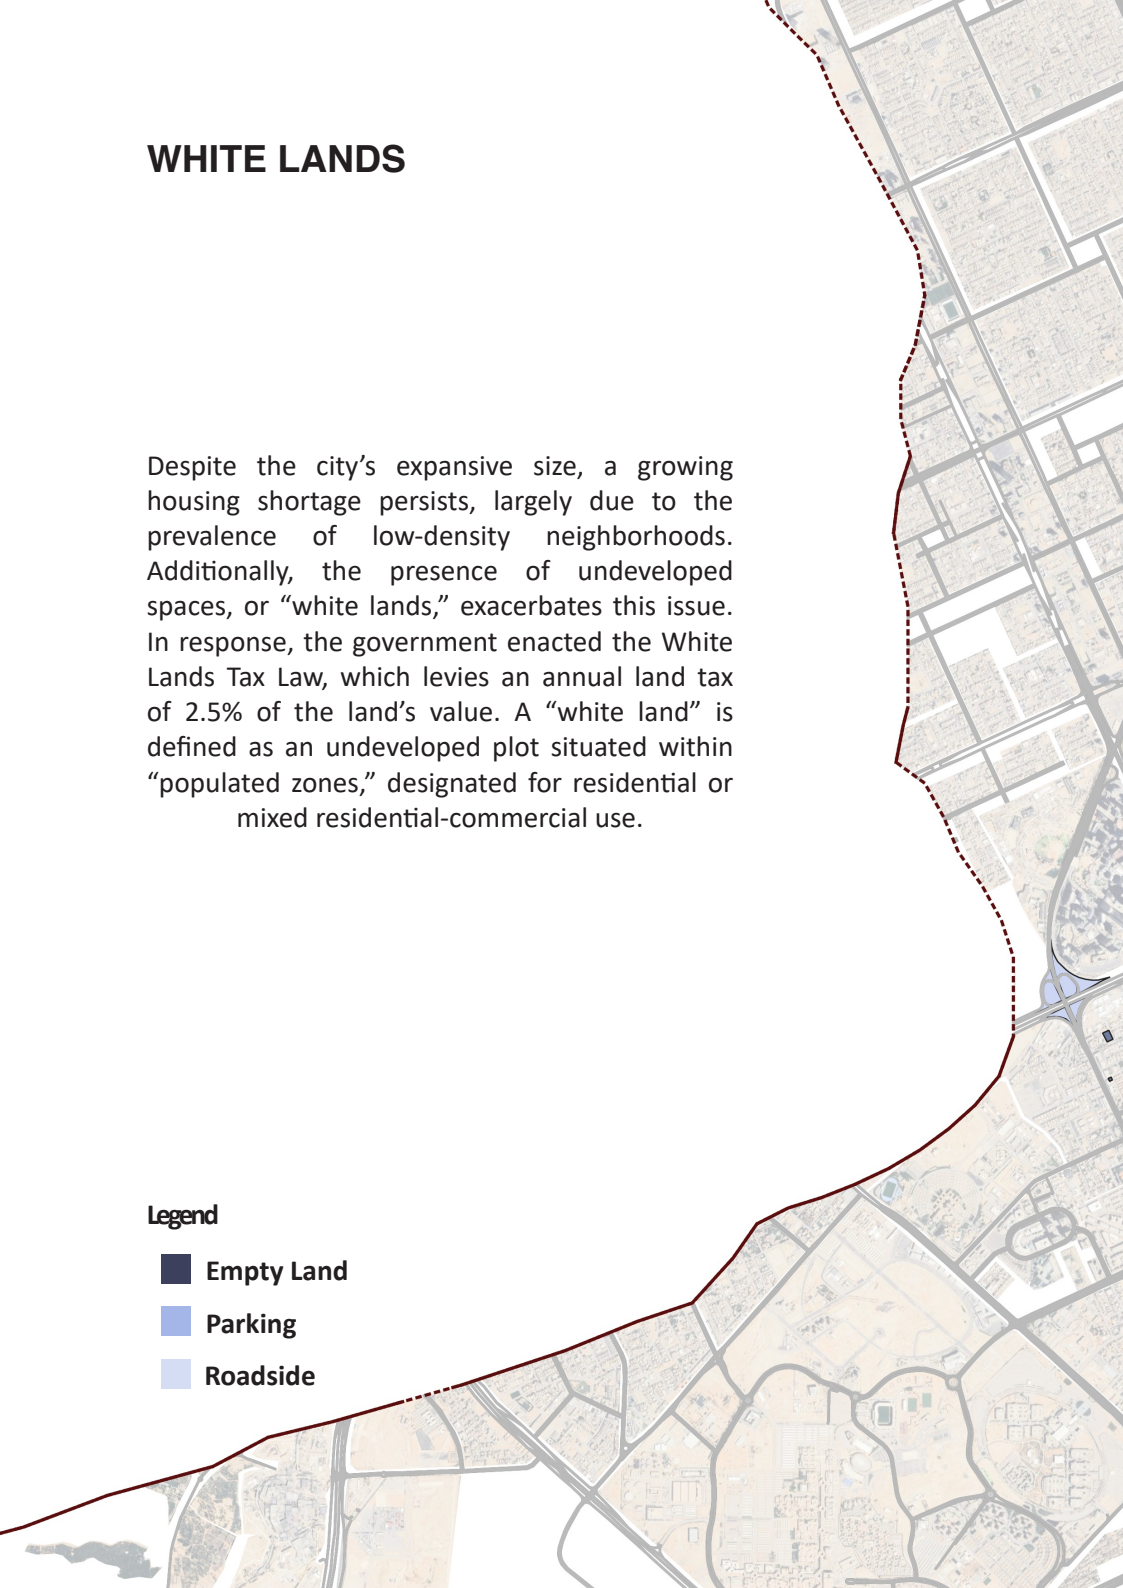 WHITE LANDS
Despite the city’s expansive size, a growing
housing shortage persists, largely due to the
prevalence of low-density neighborhoods.
Additionally, the presence of undeveloped
spaces, or “white lands,” exacerbates this issue.
In response, the government enacted the White
Lands Tax Law, which levies an annual land tax
of 2.5% of the land’s value. A “white land” is
defined as an undeveloped plot situated within
“populated zones,” designated for residential or
mixed residential-commercial use.
Legend
Empty Land
Parking
Roadside